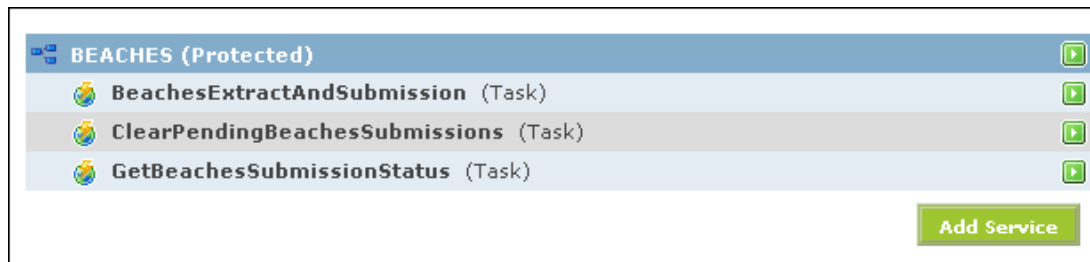 BEACHES (Protected)
BeachesExtractAndSubmission (Task)
ClearPendingBeachesSubmissions (Task)
GetBeachesSubmissionStatus (Task)
Add Service